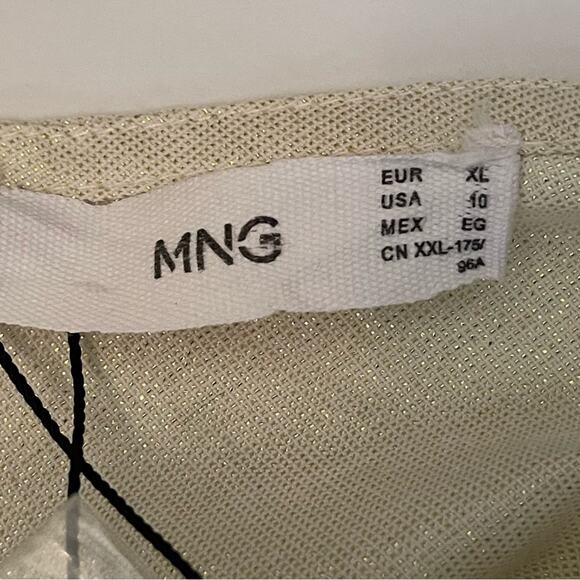 MNG
EUR XL
USA 10
MEX EG
CN XXL-175/
96A